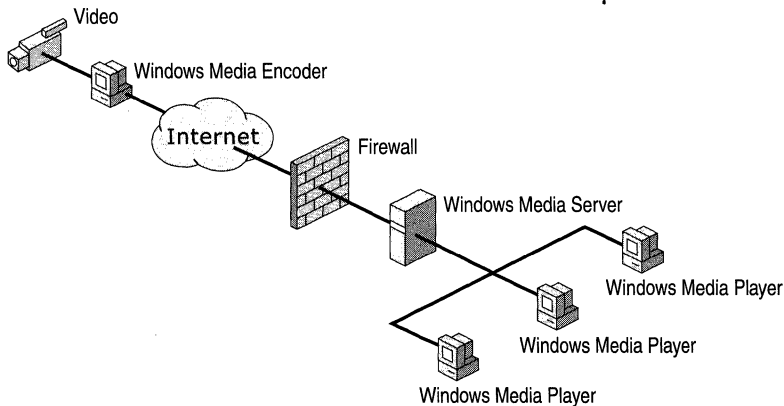 Video
Windows Media Encoder
Internet
Firewall
Windows Media Server
Windows Media Player
Windows Media Player
Windows Media Player